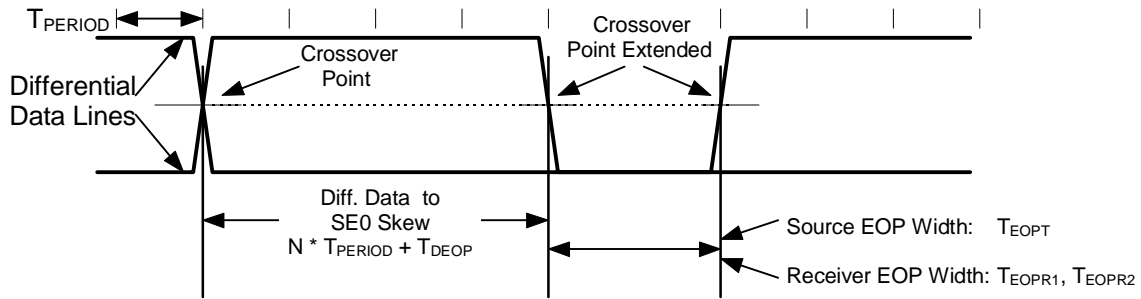 TPERIOD
Differential
Data Lines
Crossover
Point
Crossover
Point Extended
Diff. Data to
SE0 Skew
N * TPERIOD + TDEOP
Source EOP Width: TEOPT
Receiver EOP Width: TEOPR1, TEOPR2